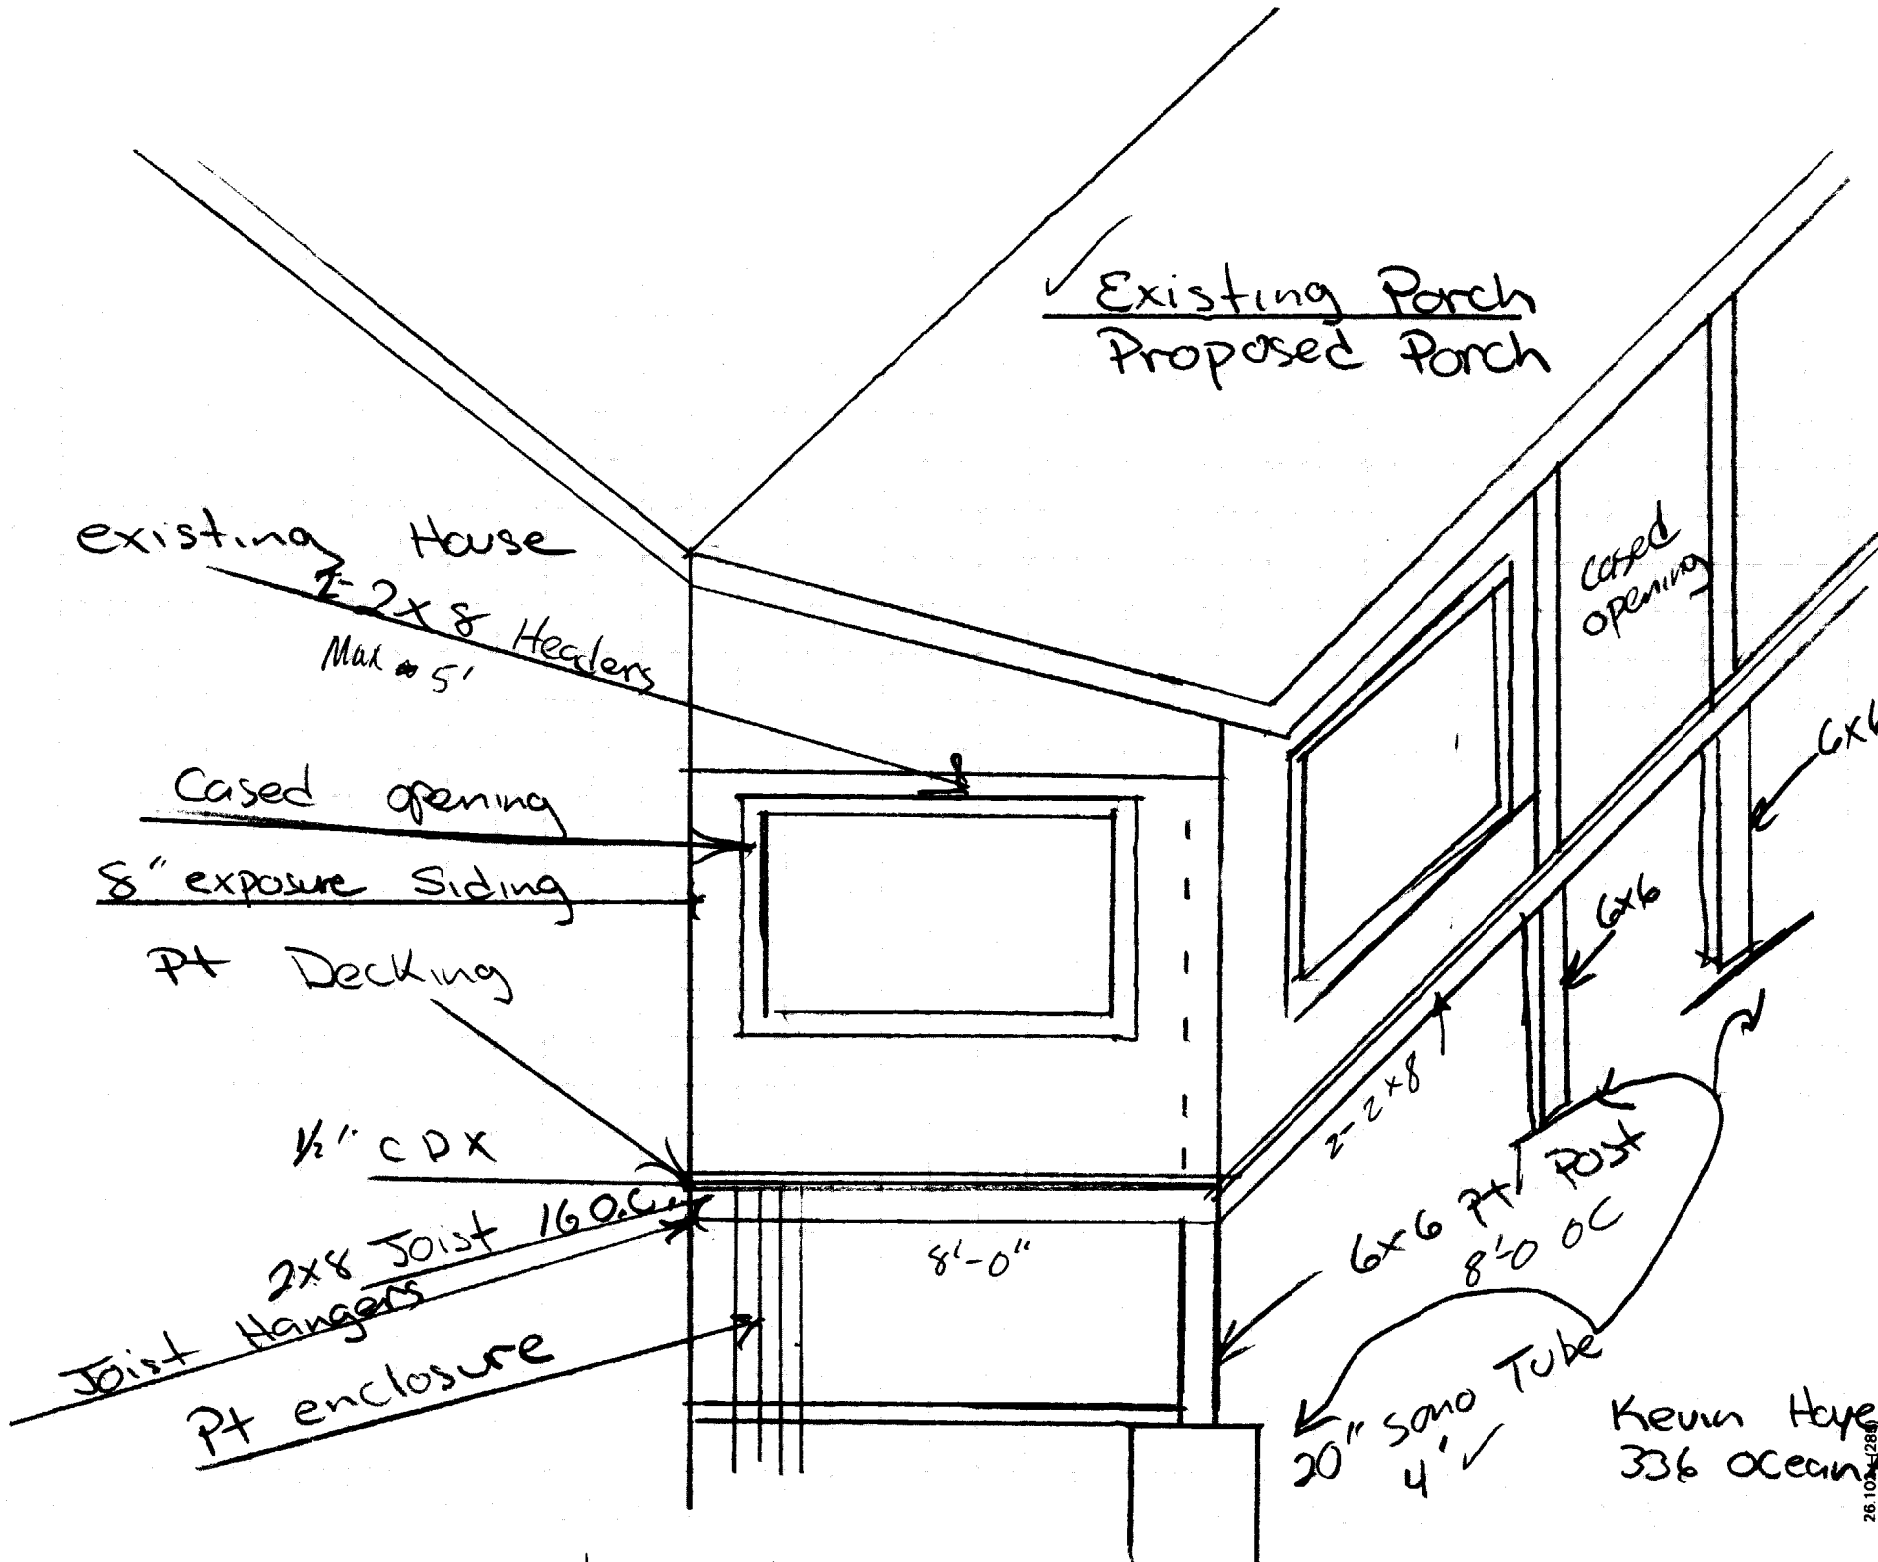 Existing Porch
Proposed Porch
existing House
2-2x8 Headers
Max 5'
Cased opening
8" exposure Siding
Pt Decking
1/2" CDX
2x8 Joist 16 O.C.
Joist Hangers
Pt enclosure
8'-0"
cased
opening
6x6
6x6
2-2x8
6x6 Pt Post
8'-0 OC
20" Sono Tube
4'
Kevin Haye
336 Ocean